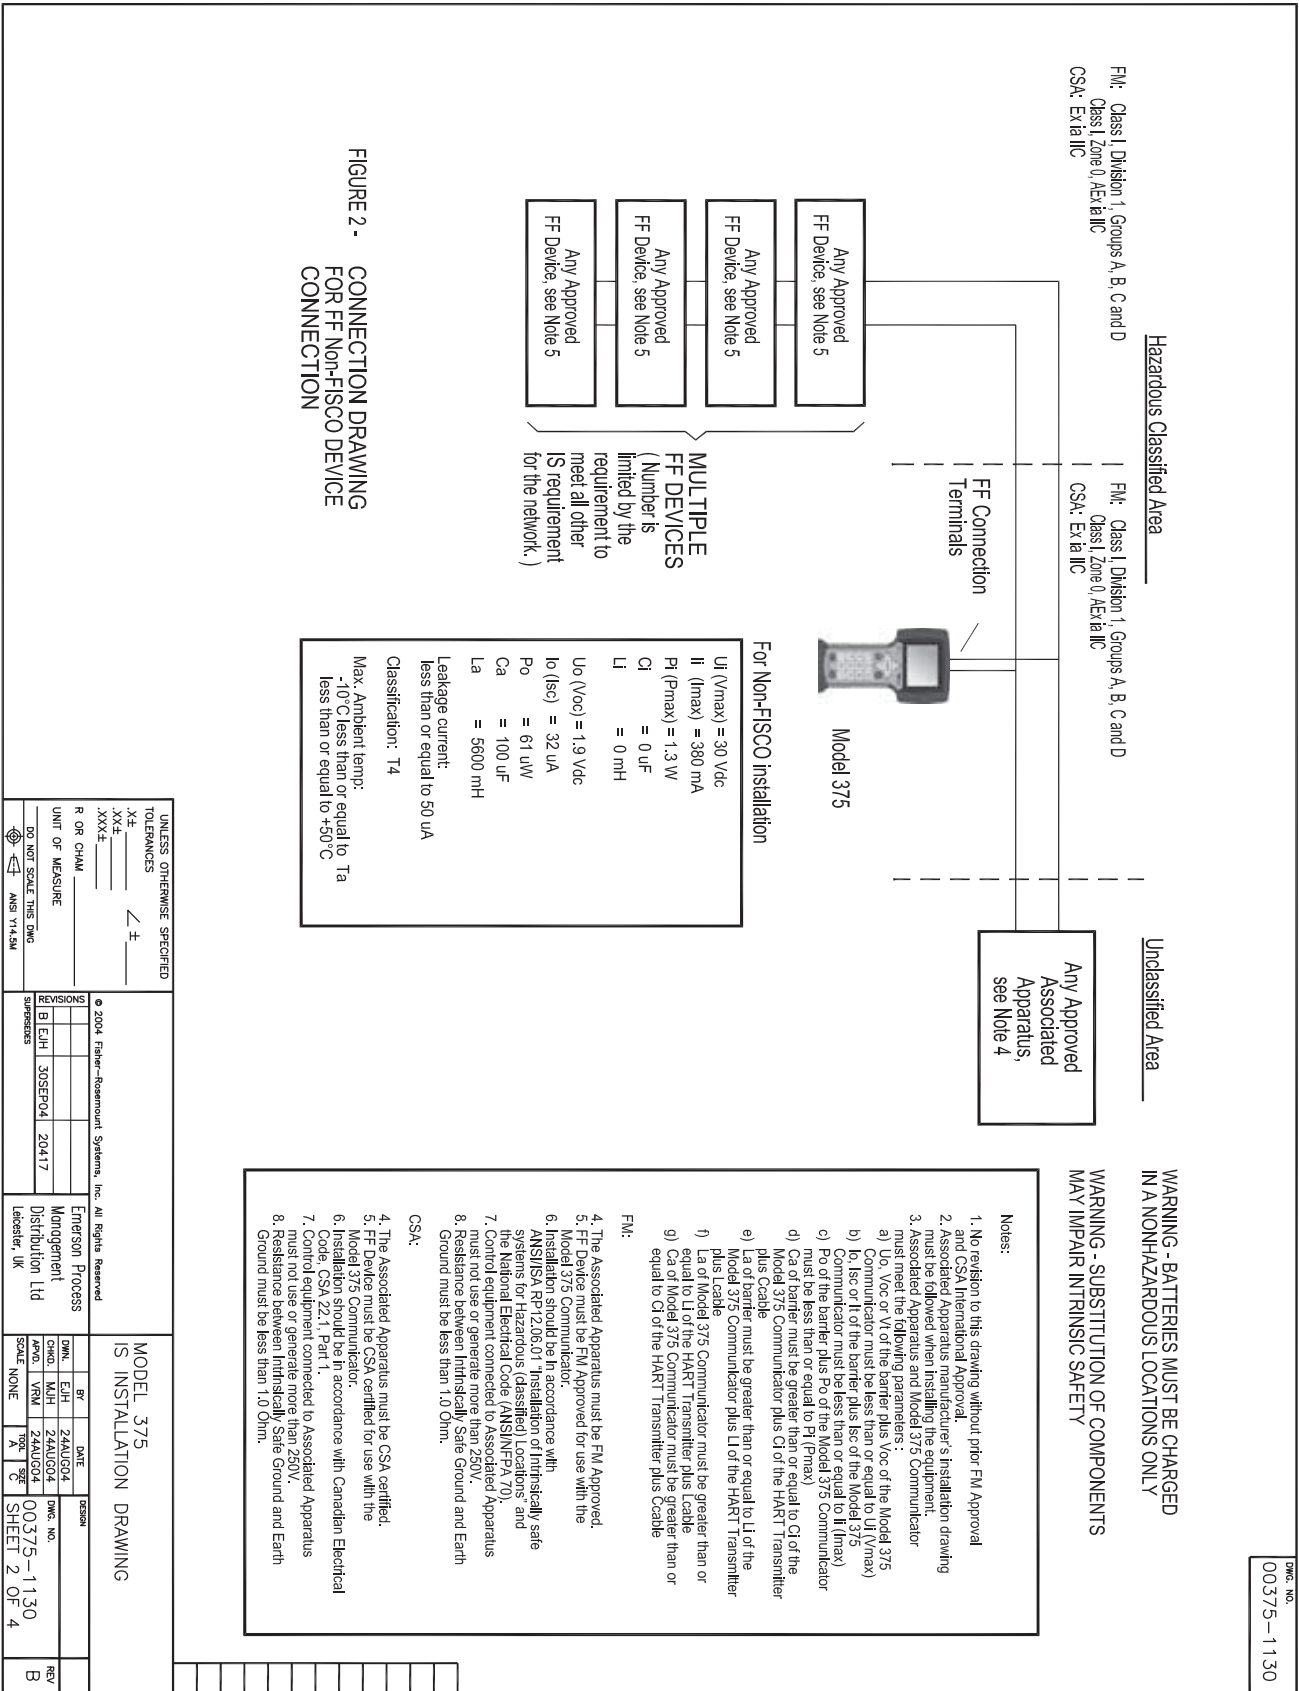 DWG. NO.
00375-1130
Hazardous Classified Area
Unclassified Area
WARNING - BATTERIES MUST BE CHARGED
IN A NONHAZARDOUS LOCATIONS ONLY
WARNING - SUBSTITUTION OF COMPONENTS
MAY IMPAIR INTRINSIC SAFETY
FM: Class I, Division 1, Groups A, B, C and D
Class I, Zone 0, AEx ia IIC
CSA: Ex ia IIC
FM: Class I, Division 1, Groups A, B, C and D
Class I, Zone 0, AEx ia IIC
CSA: Ex ia IIC
FF Connection
Terminals
Model 375
Any Approved
Associated
Apparatus,
see Note 4
Any Approved
FF Device, see Note 5
Any Approved
FF Device, see Note 5
Any Approved
FF Device, see Note 5
Any Approved
FF Device, see Note 5
MULTIPLE
FF DEVICES
( Number is
limited by the
requirement to
meet all other
IS requirement
for the network. )
For Non-FISCO installation
Ui (Vmax) = 30 Vdc
Ii (Imax) = 380 mA
Pi (Pmax) = 1.3 W
Ci = 0 uF
Li = 0 mH
Uo (Voc) = 1.9 Vdc
Io (Isc) = 32 uA
Po = 61 uW
Ca = 100 uF
La = 5600 mH
Leakage current:
less than or equal to 50 uA
Classification: T4
Max. Ambient temp:
-10°C less than or equal to Ta
less than or equal to +50°C
FIGURE 2 - CONNECTION DRAWING
FOR FF Non-FISCO DEVICE
CONNECTION
Notes:
1. No revision to this drawing without prior FM Approval
and CSA International Approval.
2. Associated Apparatus manufacturer's installation drawing
must be followed when installing the equipment.
3. Associated Apparatus and Model 375 Communicator
must meet the following parameters :
a) Uo, Voc or Vt of the barrier plus Voc of the Model 375
Communicator must be less than or equal to Ui (Vmax)
b) Io, Isc or It of the barrier plus Isc of the Model 375
Communicator must be less than or equal to Ii (Imax)
c) Po of the barrier plus Po of the Model 375 Communicator
must be less than or equal to Pi (Pmax)
d) Ca of barrier must be greater than or equal to Ci of the
Model 375 Communicator plus Ci of the HART Transmitter
plus Ccable
e) La of barrier must be greater than or equal to Li of the
Model 375 Communicator plus Li of the HART Transmitter
plus Lcable
f) La of Model 375 Communicator must be greater than or
equal to Li of the HART Transmitter plus Lcable
g) Ca of Model 375 Communicator must be greater than or
equal to Ci of the HART Transmitter plus Ccable
FM:
4. The Associated Apparatus must be FM Approved.
5. FF Device must be FM Approved for use with the
Model 375 Communicator.
6. Installation should be in accordance with
ANSI/ISA RP12.06.01 "Installation of Intrinsically safe
systems for Hazardous (classified) Locations" and
the National Electrical Code (ANSI/NFPA 70).
7. Control equipment connected to Associated Apparatus
must not use or generate more than 250V.
8. Resistance between Intrinsically Safe Ground and Earth
Ground must be less than 1.0 Ohm.
CSA:
4. The Associated Apparatus must be CSA certified.
5. FF Device must be CSA certified for use with the
Model 375 Communicator.
6. Installation should be in accordance with Canadian Electrical
Code, CSA 22.1, Part 1.
7. Control equipment connected to Associated Apparatus
must not use or generate more than 250V.
8. Resistance between Intrinsically Safe Ground and Earth
Ground must be less than 1.0 Ohm.
UNLESS OTHERWISE SPECIFIED
TOLERANCES
.X±
.XX±
.XXX±
∠ ±
R OR CHAM
UNIT OF MEASURE
DO NOT SCALE THIS DWG
ANSI Y14.5M
© 2004 Fisher-Rosemount Systems, Inc. All Rights Reserved
REVISIONS
B EJH 30SEP04 20417
SUPERSEDES
Emerson Process
Management
Distribution Ltd
Leicester, UK
MODEL 375
IS INSTALLATION DRAWING
BY DATE DESIGN
DWN. EJH 24AUG04
CHKD. MJH 24AUG04
APVD. VRM 24AUG04
SCALE NONE TOOL A SIZE C
DWG. NO.
00375-1130
SHEET 2 OF 4
REV
B